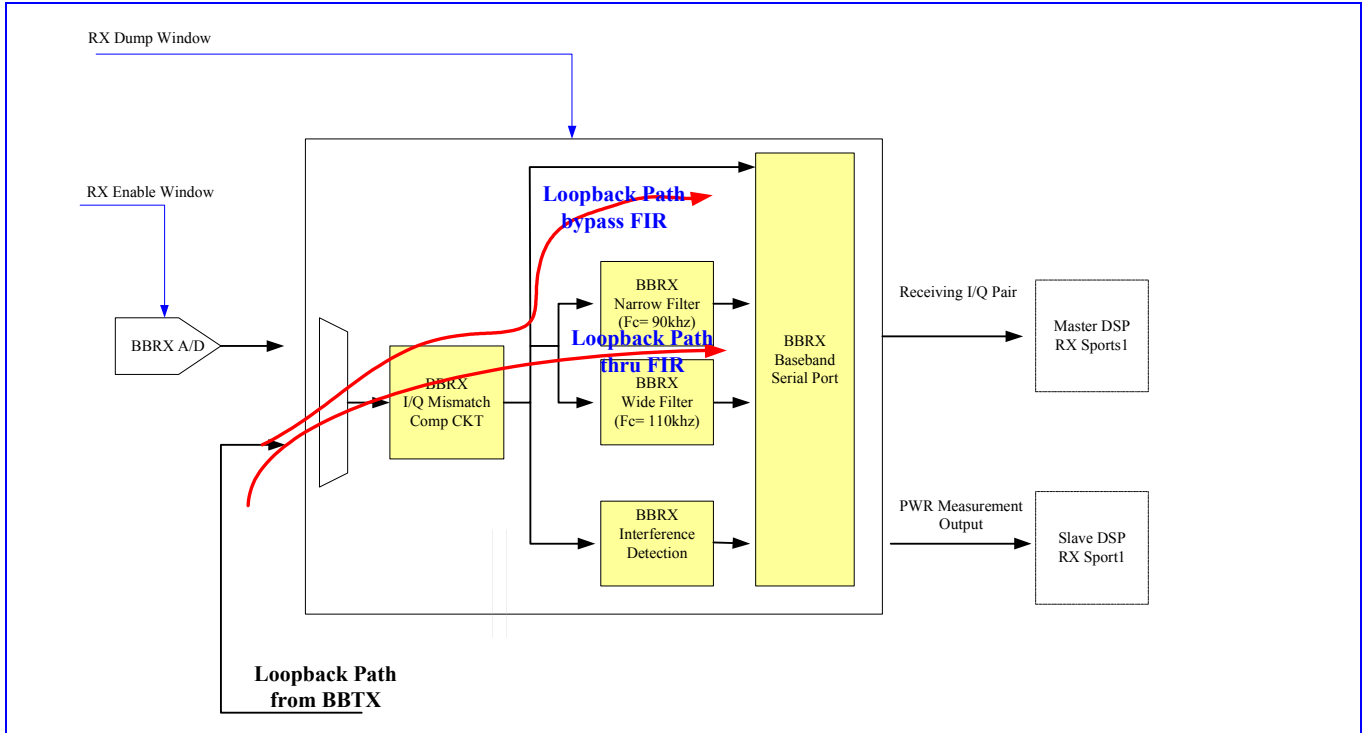 RX Dump Window
RX Enable Window
BBRX A/D
Loopback Path
bypass FIR
BBRX
Narrow Filter
(Fc= 90khz)
Loopback Path
thru FIR
BBRX
I/Q Mismatch
Comp CKT
BBRX
Wide Filter
(Fc= 110khz)
BBRX
Interference
Detection
BBRX
Baseband
Serial Port
Receiving I/Q Pair
Master DSP
RX Sports1
PWR Measurement
Output
Slave DSP
RX Sport1
Loopback Path
from BBTX